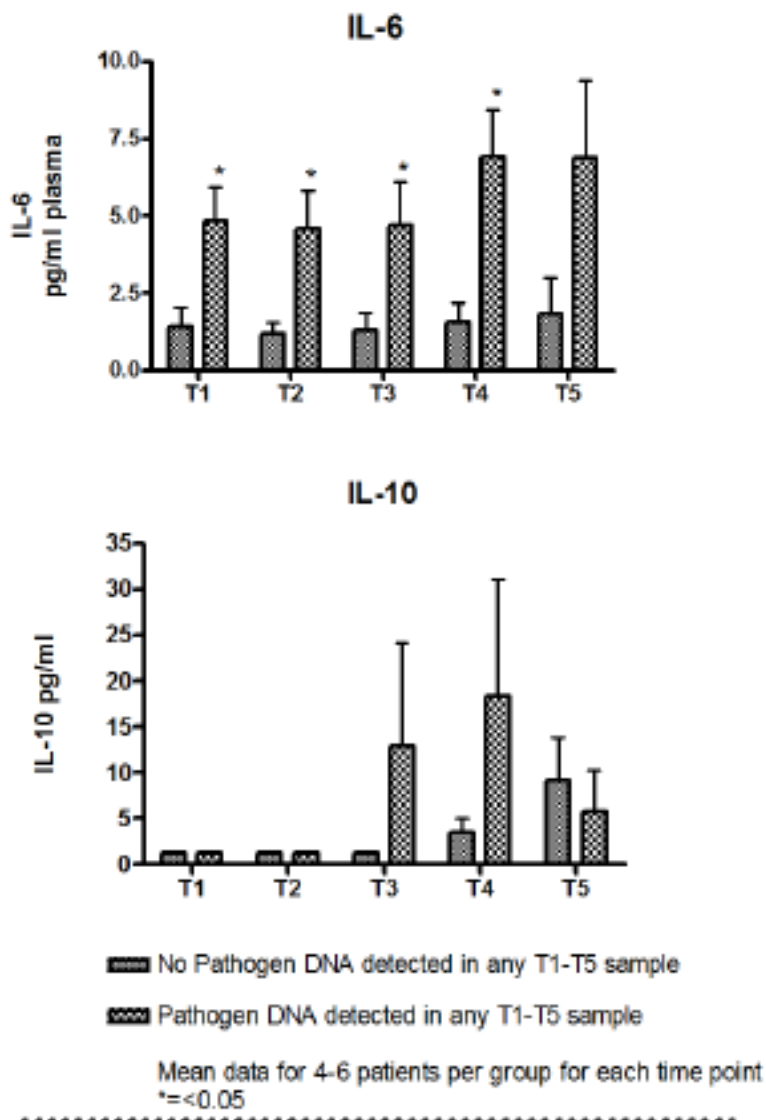 IL-6
10.0
7.5
5.0
2.5
0.0
IL-6
pg/ml plasma
* * * *
T1 T2 T3 T4 T5
IL-10
35
30
25
20
15
10
5
0
IL-10 pg/ml
T1 T2 T3 T4 T5
No Pathogen DNA detected in any T1-T5 sample
Pathogen DNA detected in any T1-T5 sample
Mean data for 4-6 patients per group for each time point
*=<0.05